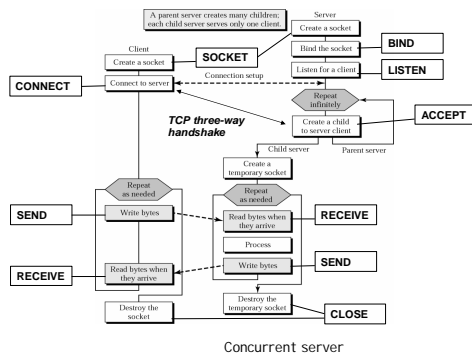 A parent server creates many children;
each child server serves only one client.
Server
Create a socket
Client
SOCKET
Create a socket
Bind the socket
BIND
Listen for a client
LISTEN
CONNECT
Connect to server
Connection setup
Repeat
infinitely
TCP three-way
handshake
Create a child
to server client
ACCEPT
Child server
Parent server
Create a
temporary socket
Repeat
as needed
Repeat
as needed
SEND
Write bytes
Read bytes when
they arrive
RECEIVE
Process
RECEIVE
Read bytes when
they arrive
Write bytes
SEND
Destroy the
socket
Destroy the
temporary socket
CLOSE
Concurrent server